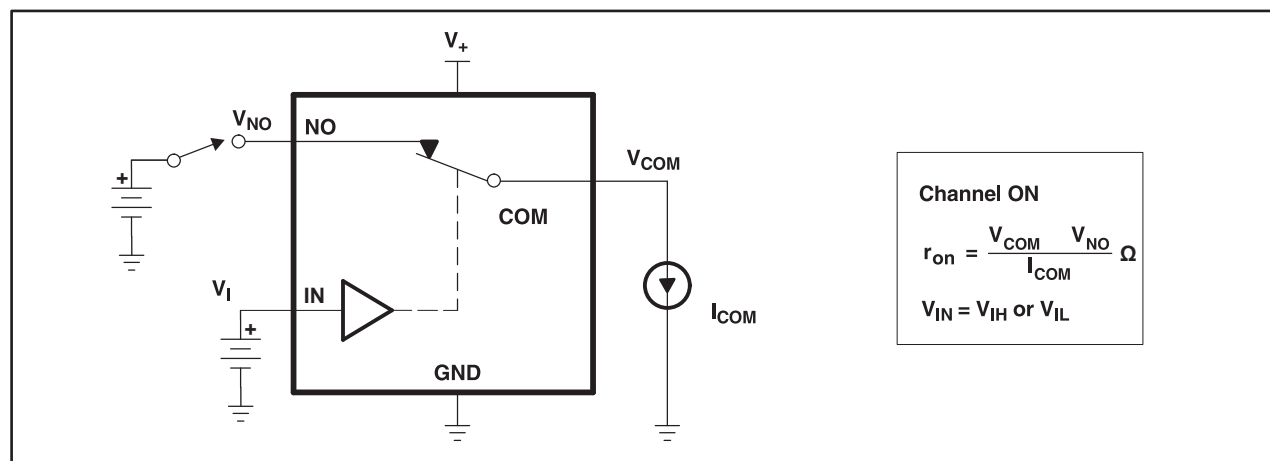 V+
VNO
NO
+
VCOM
COM
VI
IN
+
ICOM
GND
Channel ON
ron = VCOM VNO / ICOM Ω
VIN = VIH or VIL